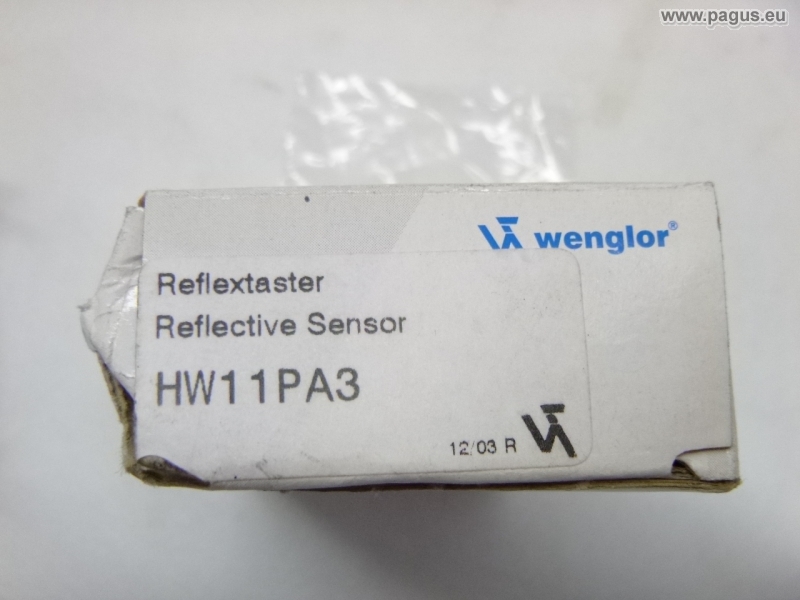 www.pagus.eu
wenglor®
Reflextaster
Reflective Sensor
HW11PA3
12/03 R